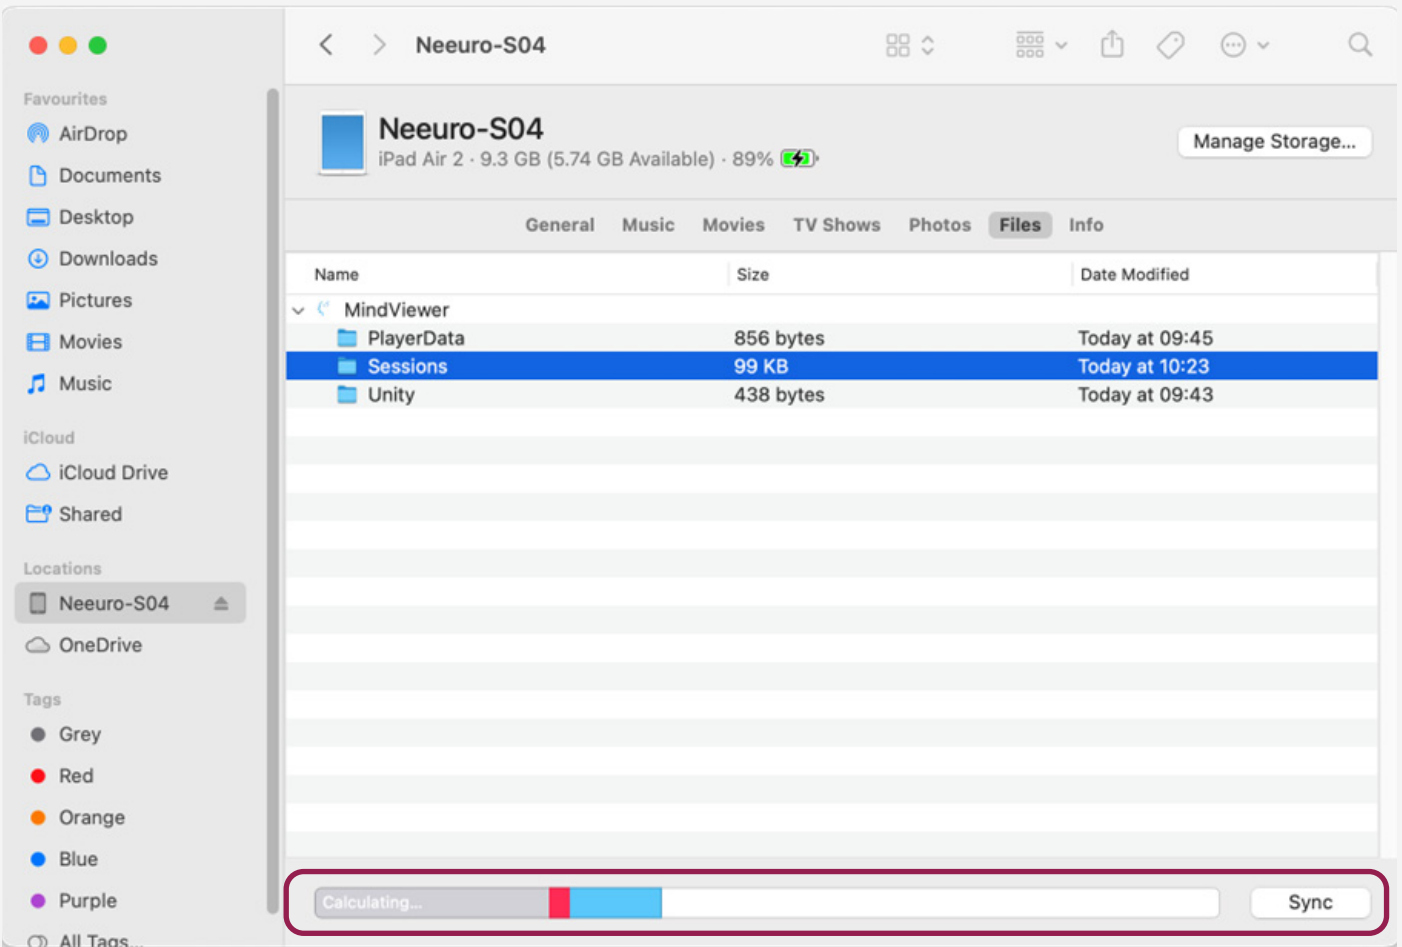 Neeuro-S04
Favourites
AirDrop
Documents
Desktop
Downloads
Pictures
Movies
Music
iCloud
iCloud Drive
Shared
Locations
Neeuro-S04
OneDrive
Tags
Grey
Red
Orange
Blue
Purple
All Tags...
Neeuro-S04
iPad Air 2 · 9.3 GB (5.74 GB Available) · 89%
Manage Storage...
General Music Movies TV Shows Photos Files Info
Name Size Date Modified
MindViewer
PlayerData 856 bytes Today at 09:45
Sessions 99 KB Today at 10:23
Unity 438 bytes Today at 09:43
Calculating... Sync